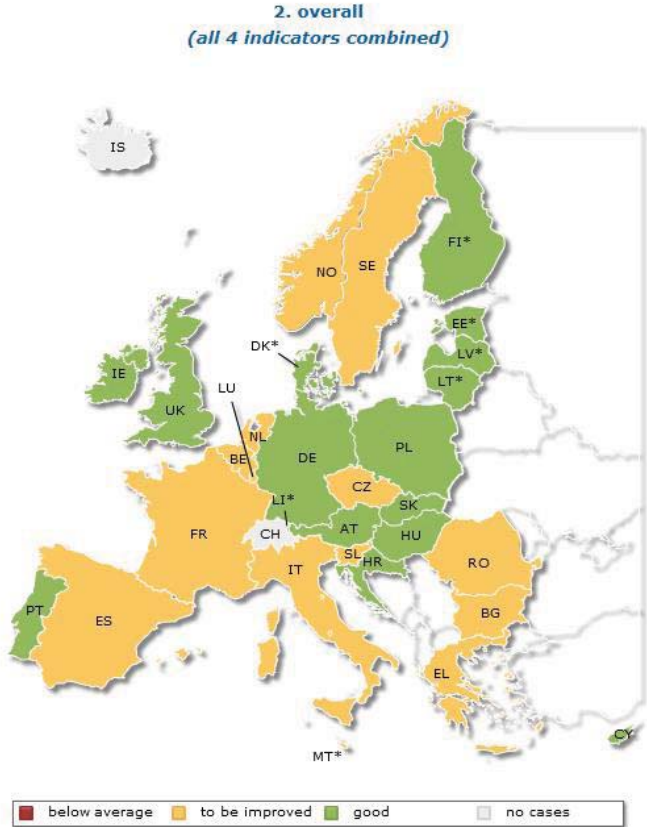 2. overall
(all 4 indicators combined)
IS
FI*
NO
SE
EE*
DK*
LV*
IE
LT*
LU
UK
NL
BE
DE
PL
CZ
LI*
SK
FR
CH
AT
HU
SL
HR
IT
RO
PT
ES
BG
EL
CY
MT*
below average to be improved good no cases